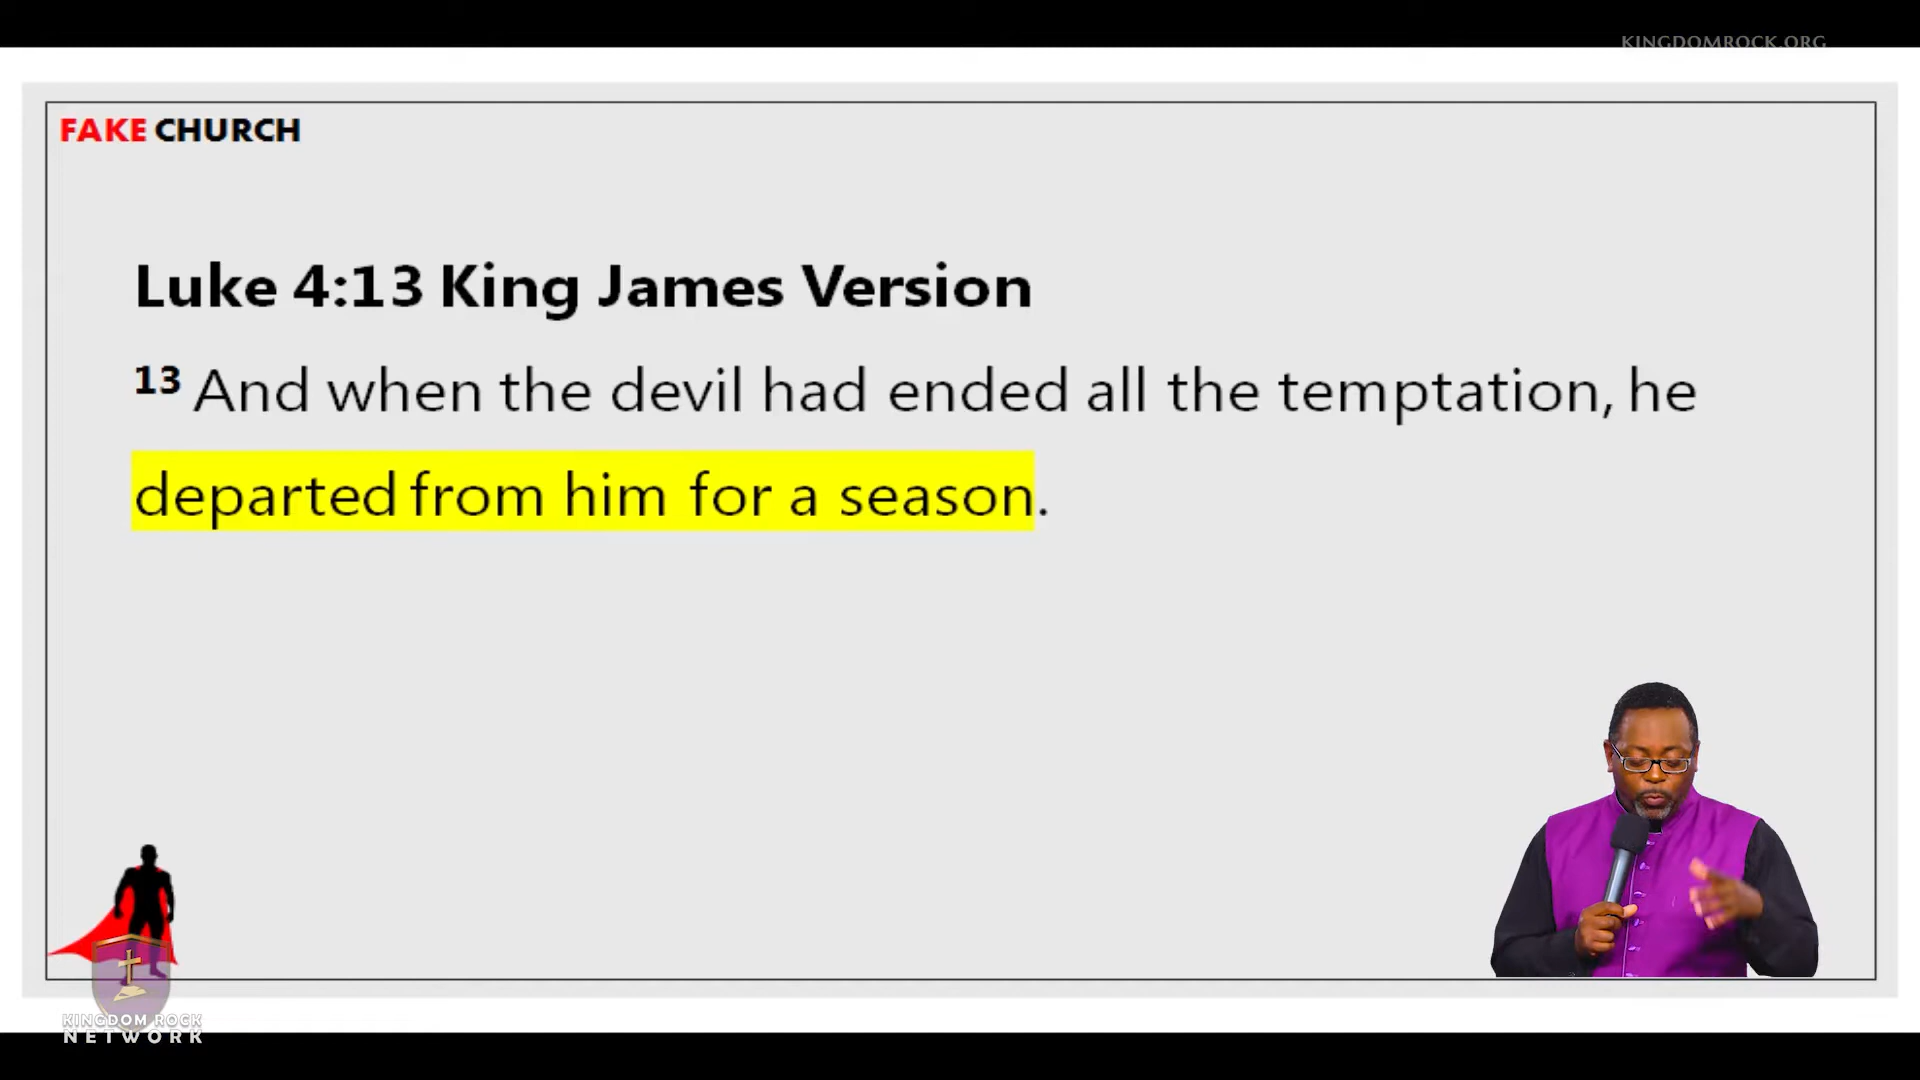 KINGDOMROCK.ORG
FAKE CHURCH
Luke 4:13 King James Version
13 And when the devil had ended all the temptation, he
departed from him for a season.
KINGDOM ROCK
NETWORK